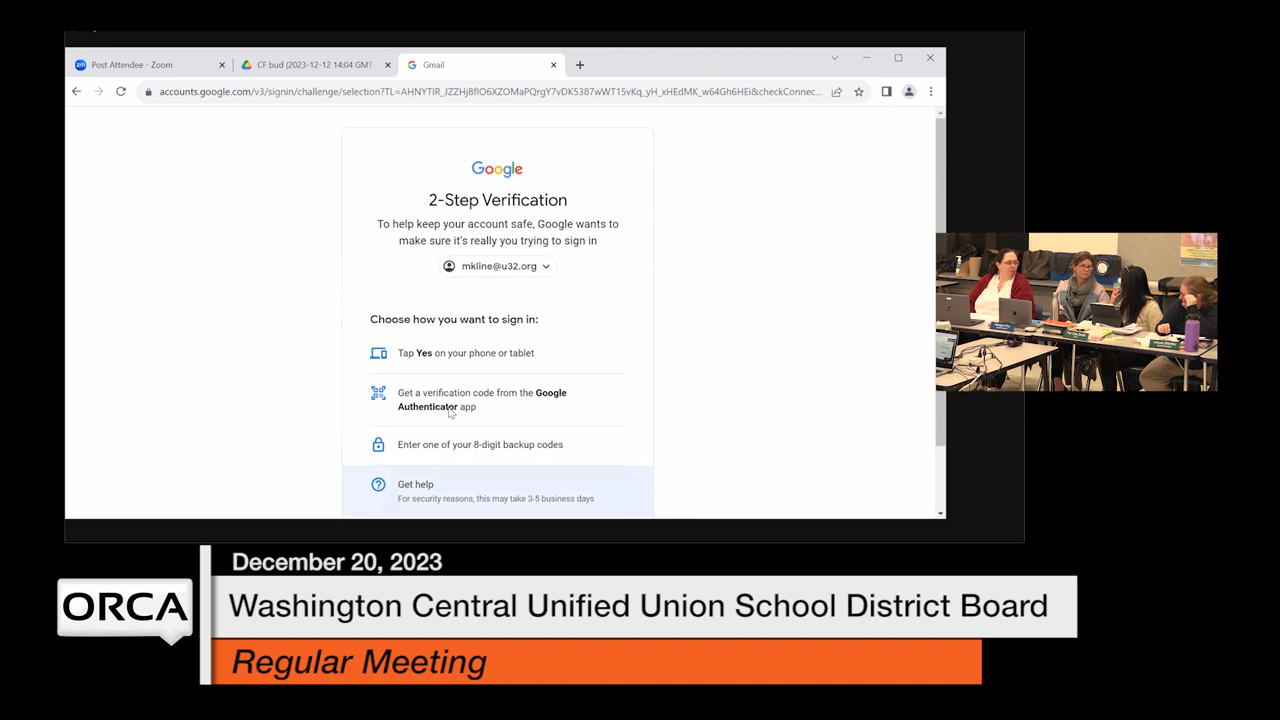 Post Attendee - Zoom
CF bud (2023-12-12 14:04 GMT-
Gmail
accounts.google.com/v3/signin/challenge/selection?TL=
Google
2-Step Verification
To help keep your account safe, Google wants to
make sure it's really you trying to sign in
mkline@u32.org
Choose how you want to sign in:
Tap Yes on your phone or tablet
Get a verification code from the Google
Authenticator app
Enter one of your 8-digit backup codes
Get help
For security reasons, this may take 3-5 business days
December 20, 2023
ORCA
Washington Central Unified Union School District Board
Regular Meeting